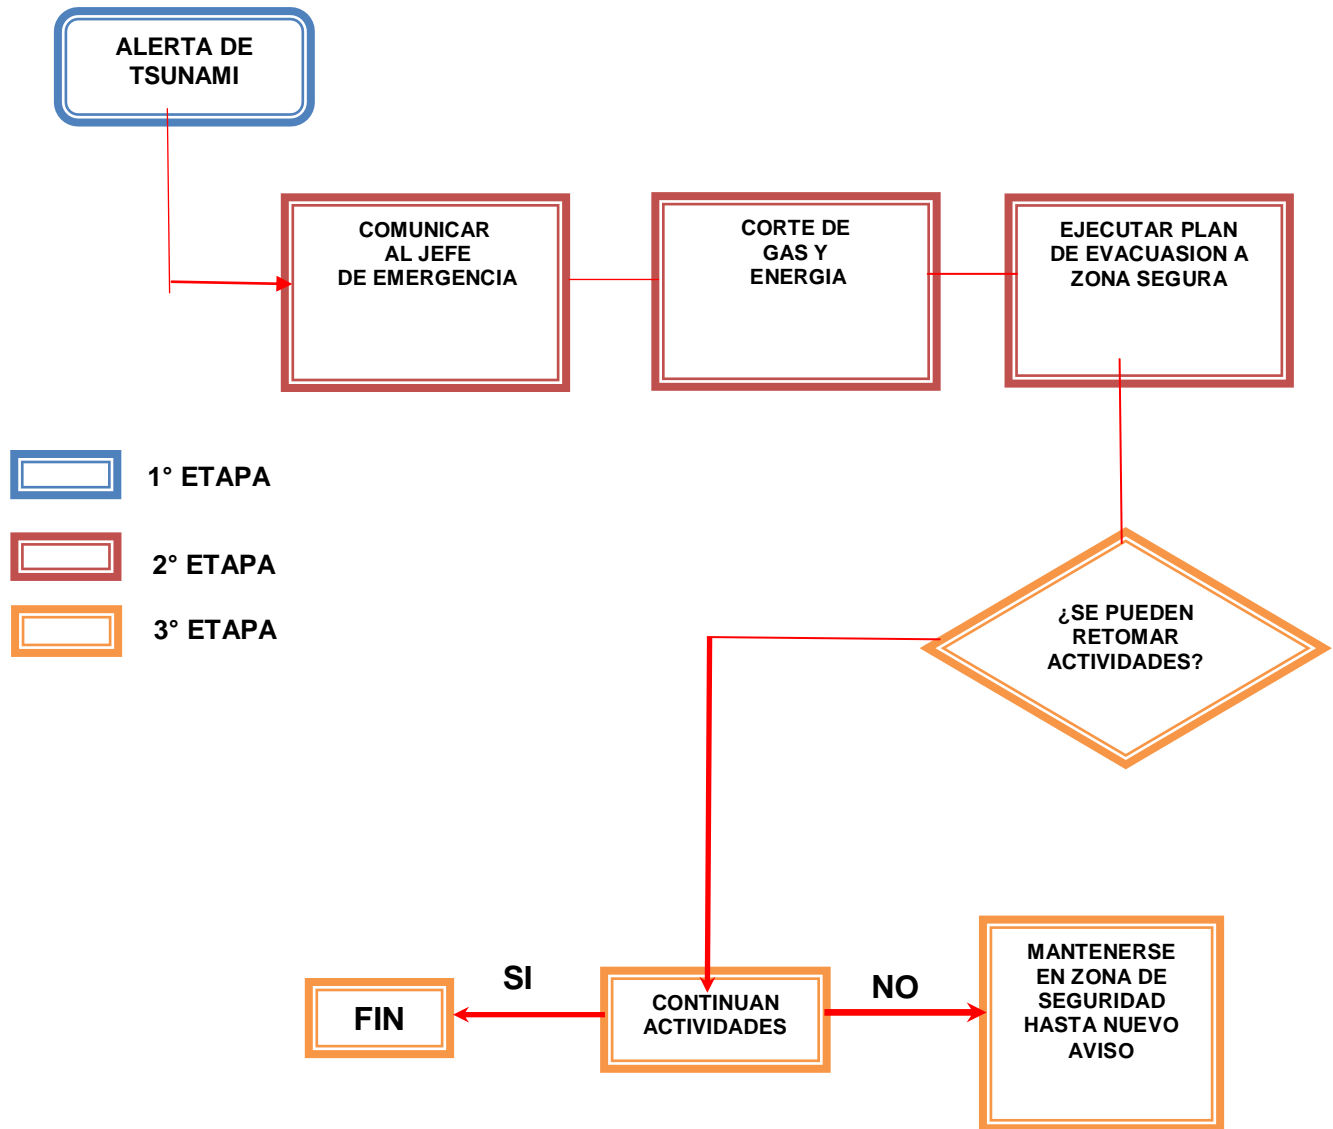 ALERTA DE
TSUNAMI
COMUNICAR
AL JEFE
DE EMERGENCIA
CORTE DE
GAS Y
ENERGIA
EJECUTAR PLAN
DE EVACUASION A
ZONA SEGURA
1° ETAPA
2° ETAPA
3° ETAPA
¿SE PUEDEN
RETOMAR
ACTIVIDADES?
SI
FIN
CONTINUAN
ACTIVIDADES
NO
MANTENERSE
EN ZONA DE
SEGURIDAD
HASTA NUEVO
AVISO